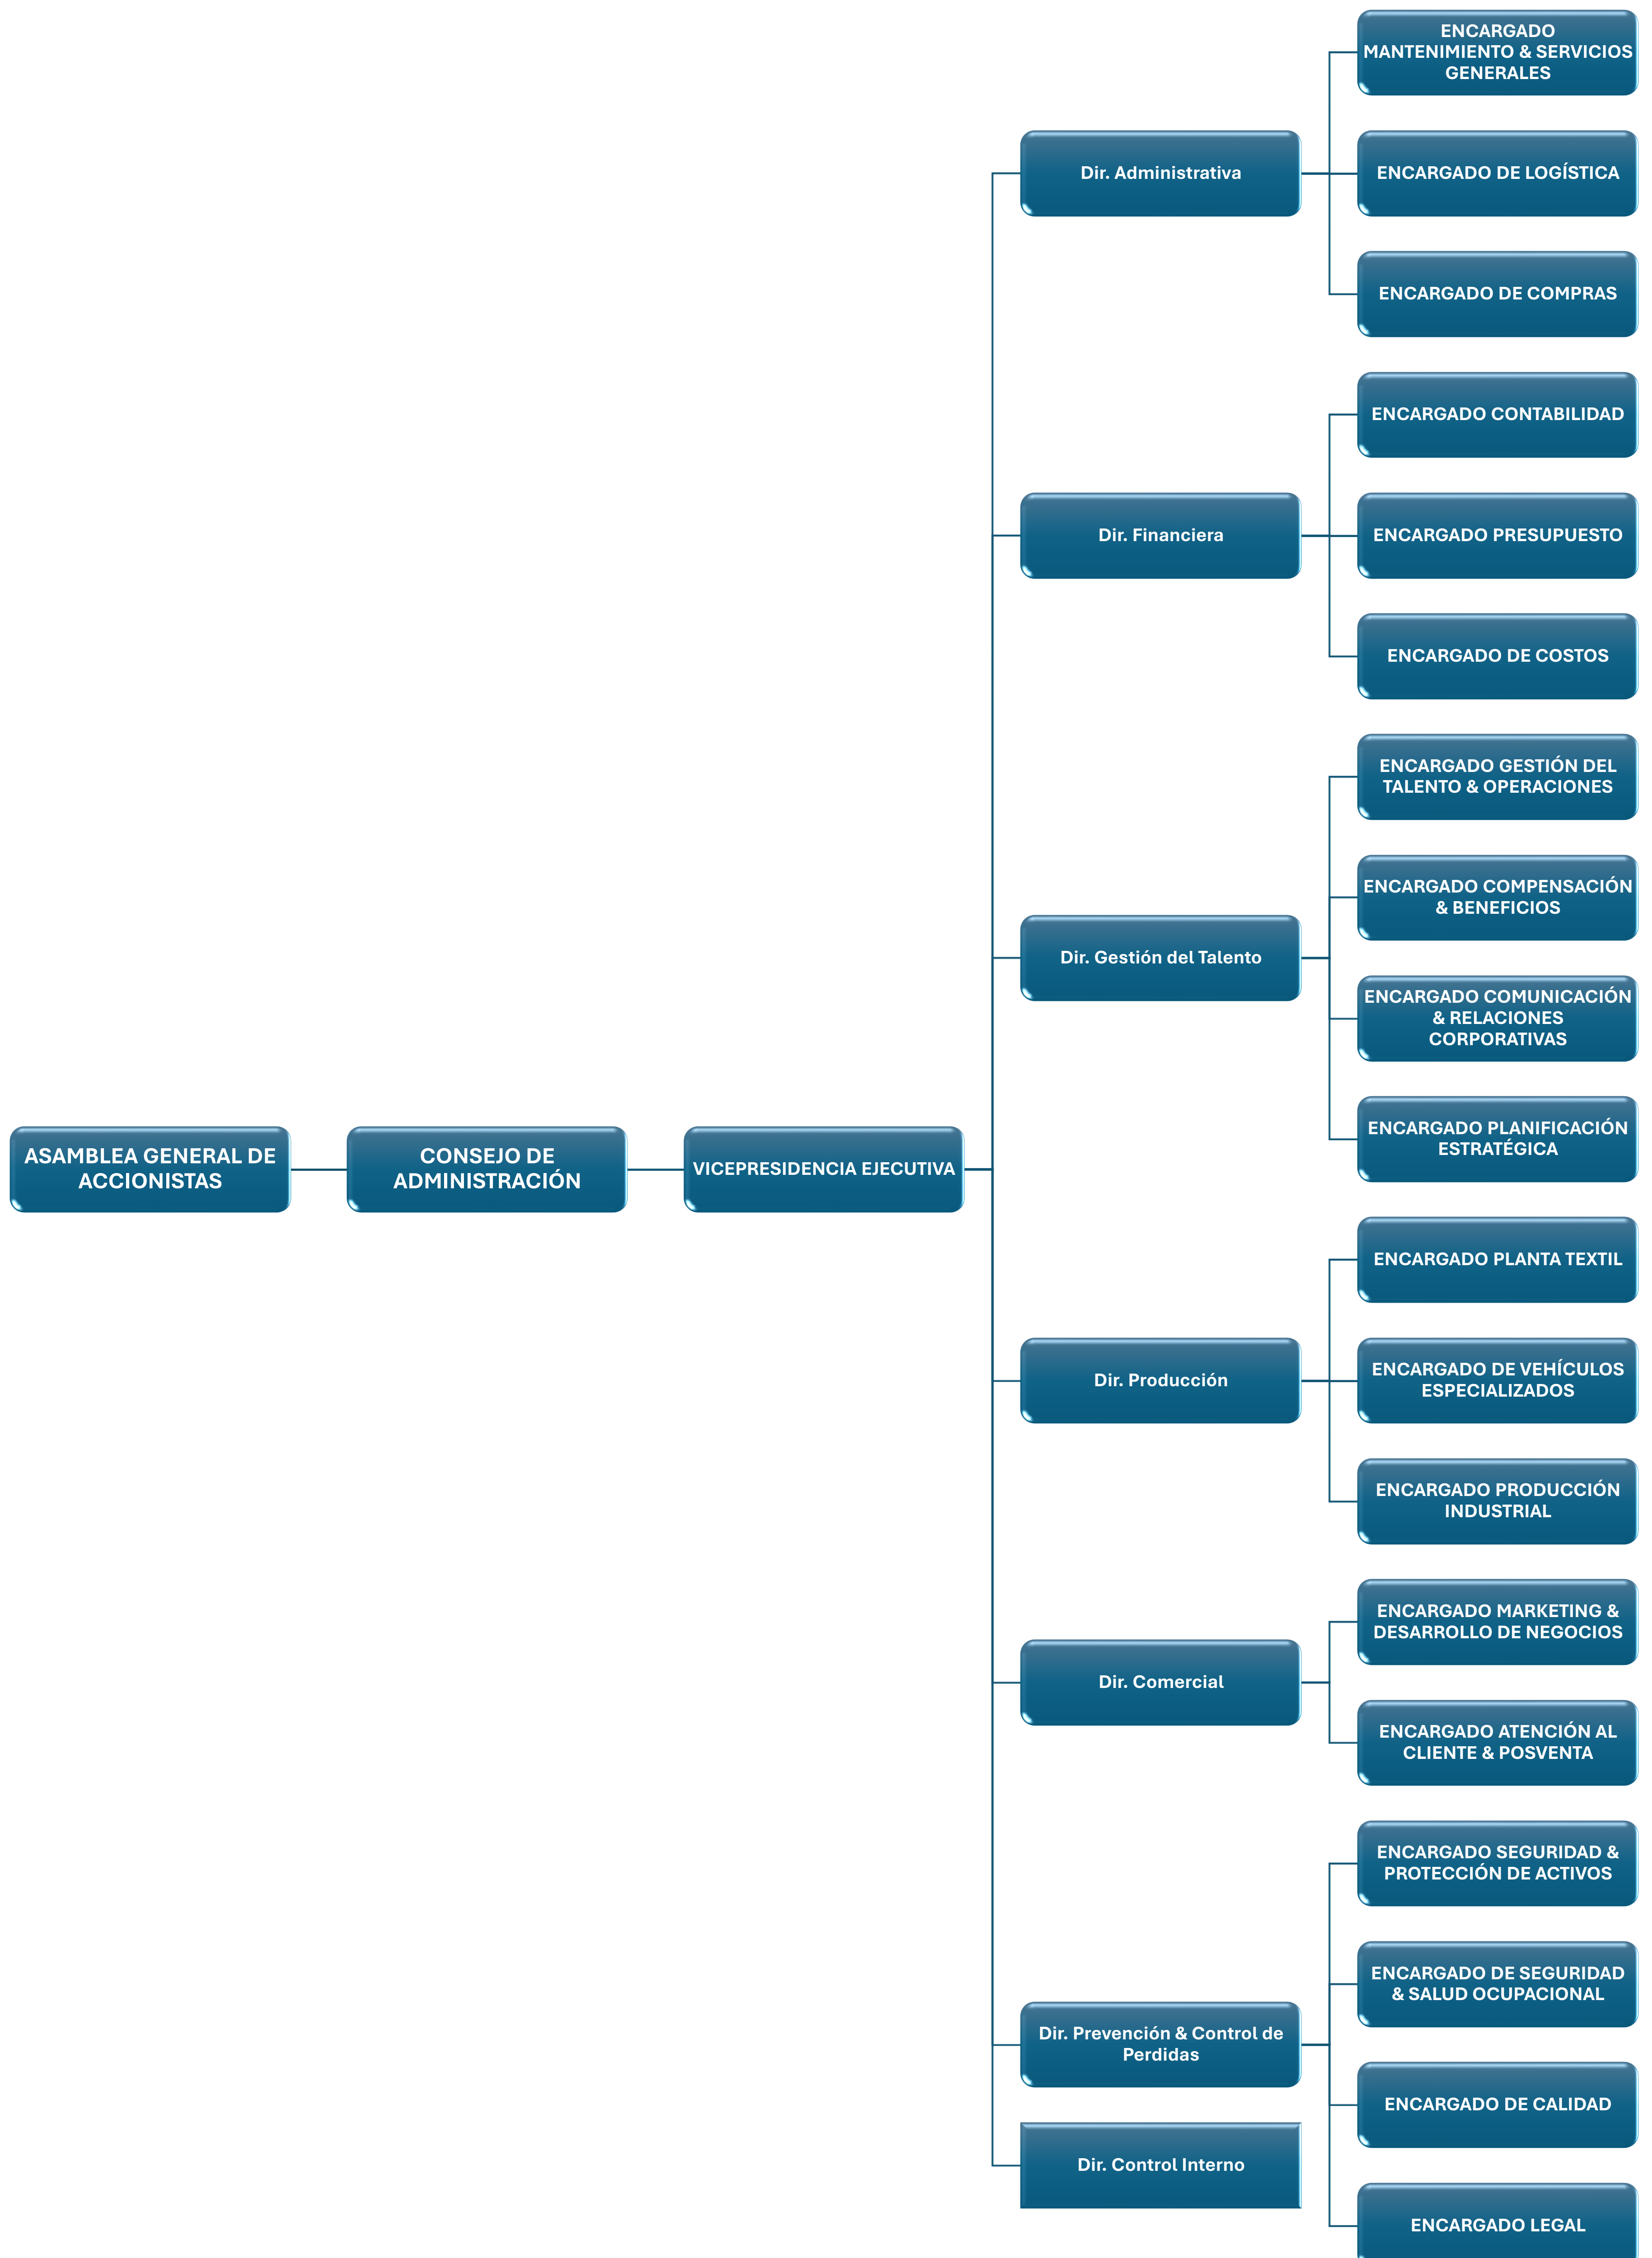 ASAMBLEA GENERAL DE
ACCIONISTAS
CONSEJO DE
ADMINISTRACIÓN
VICEPRESIDENCIA EJECUTIVA
Dir. Administrativa
ENCARGADO
MANTENIMIENTO & SERVICIOS
GENERALES
ENCARGADO DE LOGÍSTICA
ENCARGADO DE COMPRAS
Dir. Financiera
ENCARGADO CONTABILIDAD
ENCARGADO PRESUPUESTO
ENCARGADO DE COSTOS
Dir. Gestión del Talento
ENCARGADO GESTIÓN DEL
TALENTO & OPERACIONES
ENCARGADO COMPENSACIÓN
& BENEFICIOS
ENCARGADO COMUNICACIÓN
& RELACIONES
CORPORATIVAS
ENCARGADO PLANIFICACIÓN
ESTRATÉGICA
Dir. Producción
ENCARGADO PLANTA TEXTIL
ENCARGADO DE VEHÍCULOS
ESPECIALIZADOS
ENCARGADO PRODUCCIÓN
INDUSTRIAL
Dir. Comercial
ENCARGADO MARKETING &
DESARROLLO DE NEGOCIOS
ENCARGADO ATENCIÓN AL
CLIENTE & POSVENTA
Dir. Prevención & Control de
Perdidas
ENCARGADO SEGURIDAD &
PROTECCIÓN DE ACTIVOS
ENCARGADO DE SEGURIDAD
& SALUD OCUPACIONAL
ENCARGADO DE CALIDAD
ENCARGADO LEGAL
Dir. Control Interno